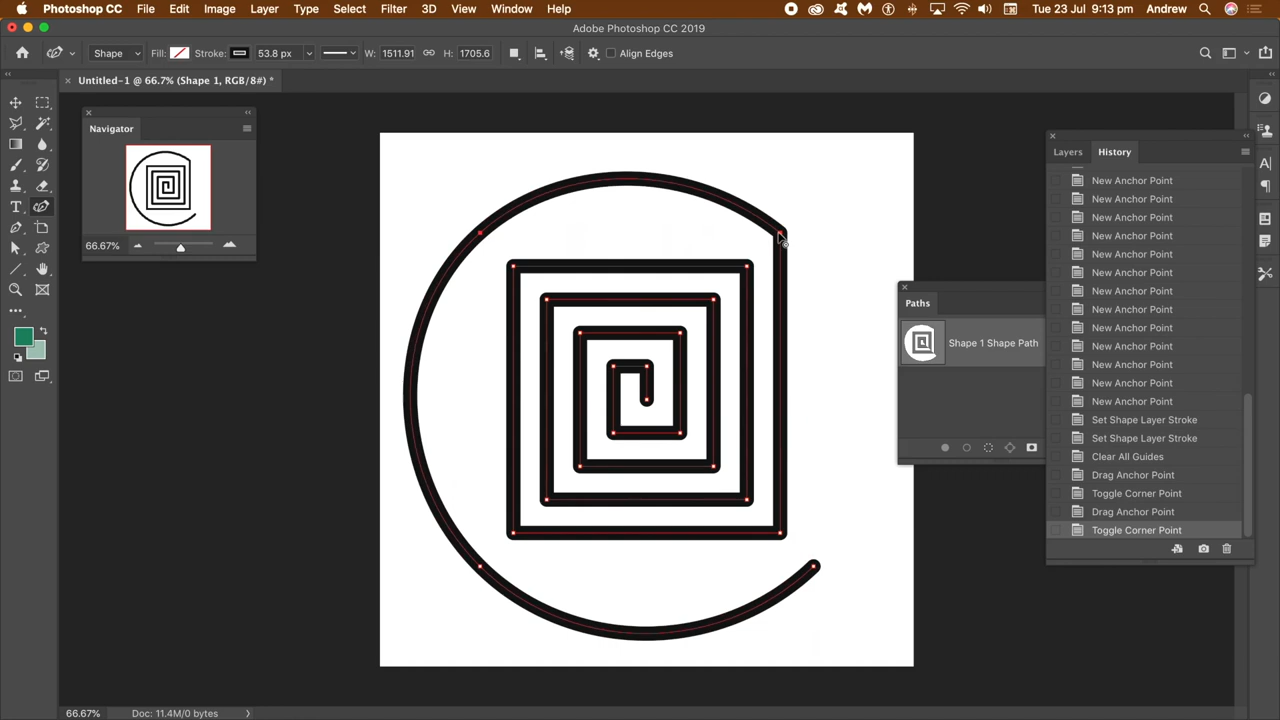 Photoshop CC File Edit Image Layer Type Select Filter 3D View Window Help Tue 23 Jul 9:13 pm Andrew
Adobe Photoshop CC 2019
Shape Fill: Stroke: 53.8 px W: 1511.91 H: 1705.6 Align Edges
Untitled-1 @ 66.7% (Shape 1, RGB/8#) *
Navigator
66.67%
Layers History
New Anchor Point
New Anchor Point
New Anchor Point
New Anchor Point
New Anchor Point
New Anchor Point
New Anchor Point
New Anchor Point
New Anchor Point
New Anchor Point
New Anchor Point
New Anchor Point
New Anchor Point
Set Shape Layer Stroke
Set Shape Layer Stroke
Clear All Guides
Drag Anchor Point
Toggle Corner Point
Drag Anchor Point
Toggle Corner Point
Paths
Shape 1 Shape Path
66.67% Doc: 11.4M/0 bytes